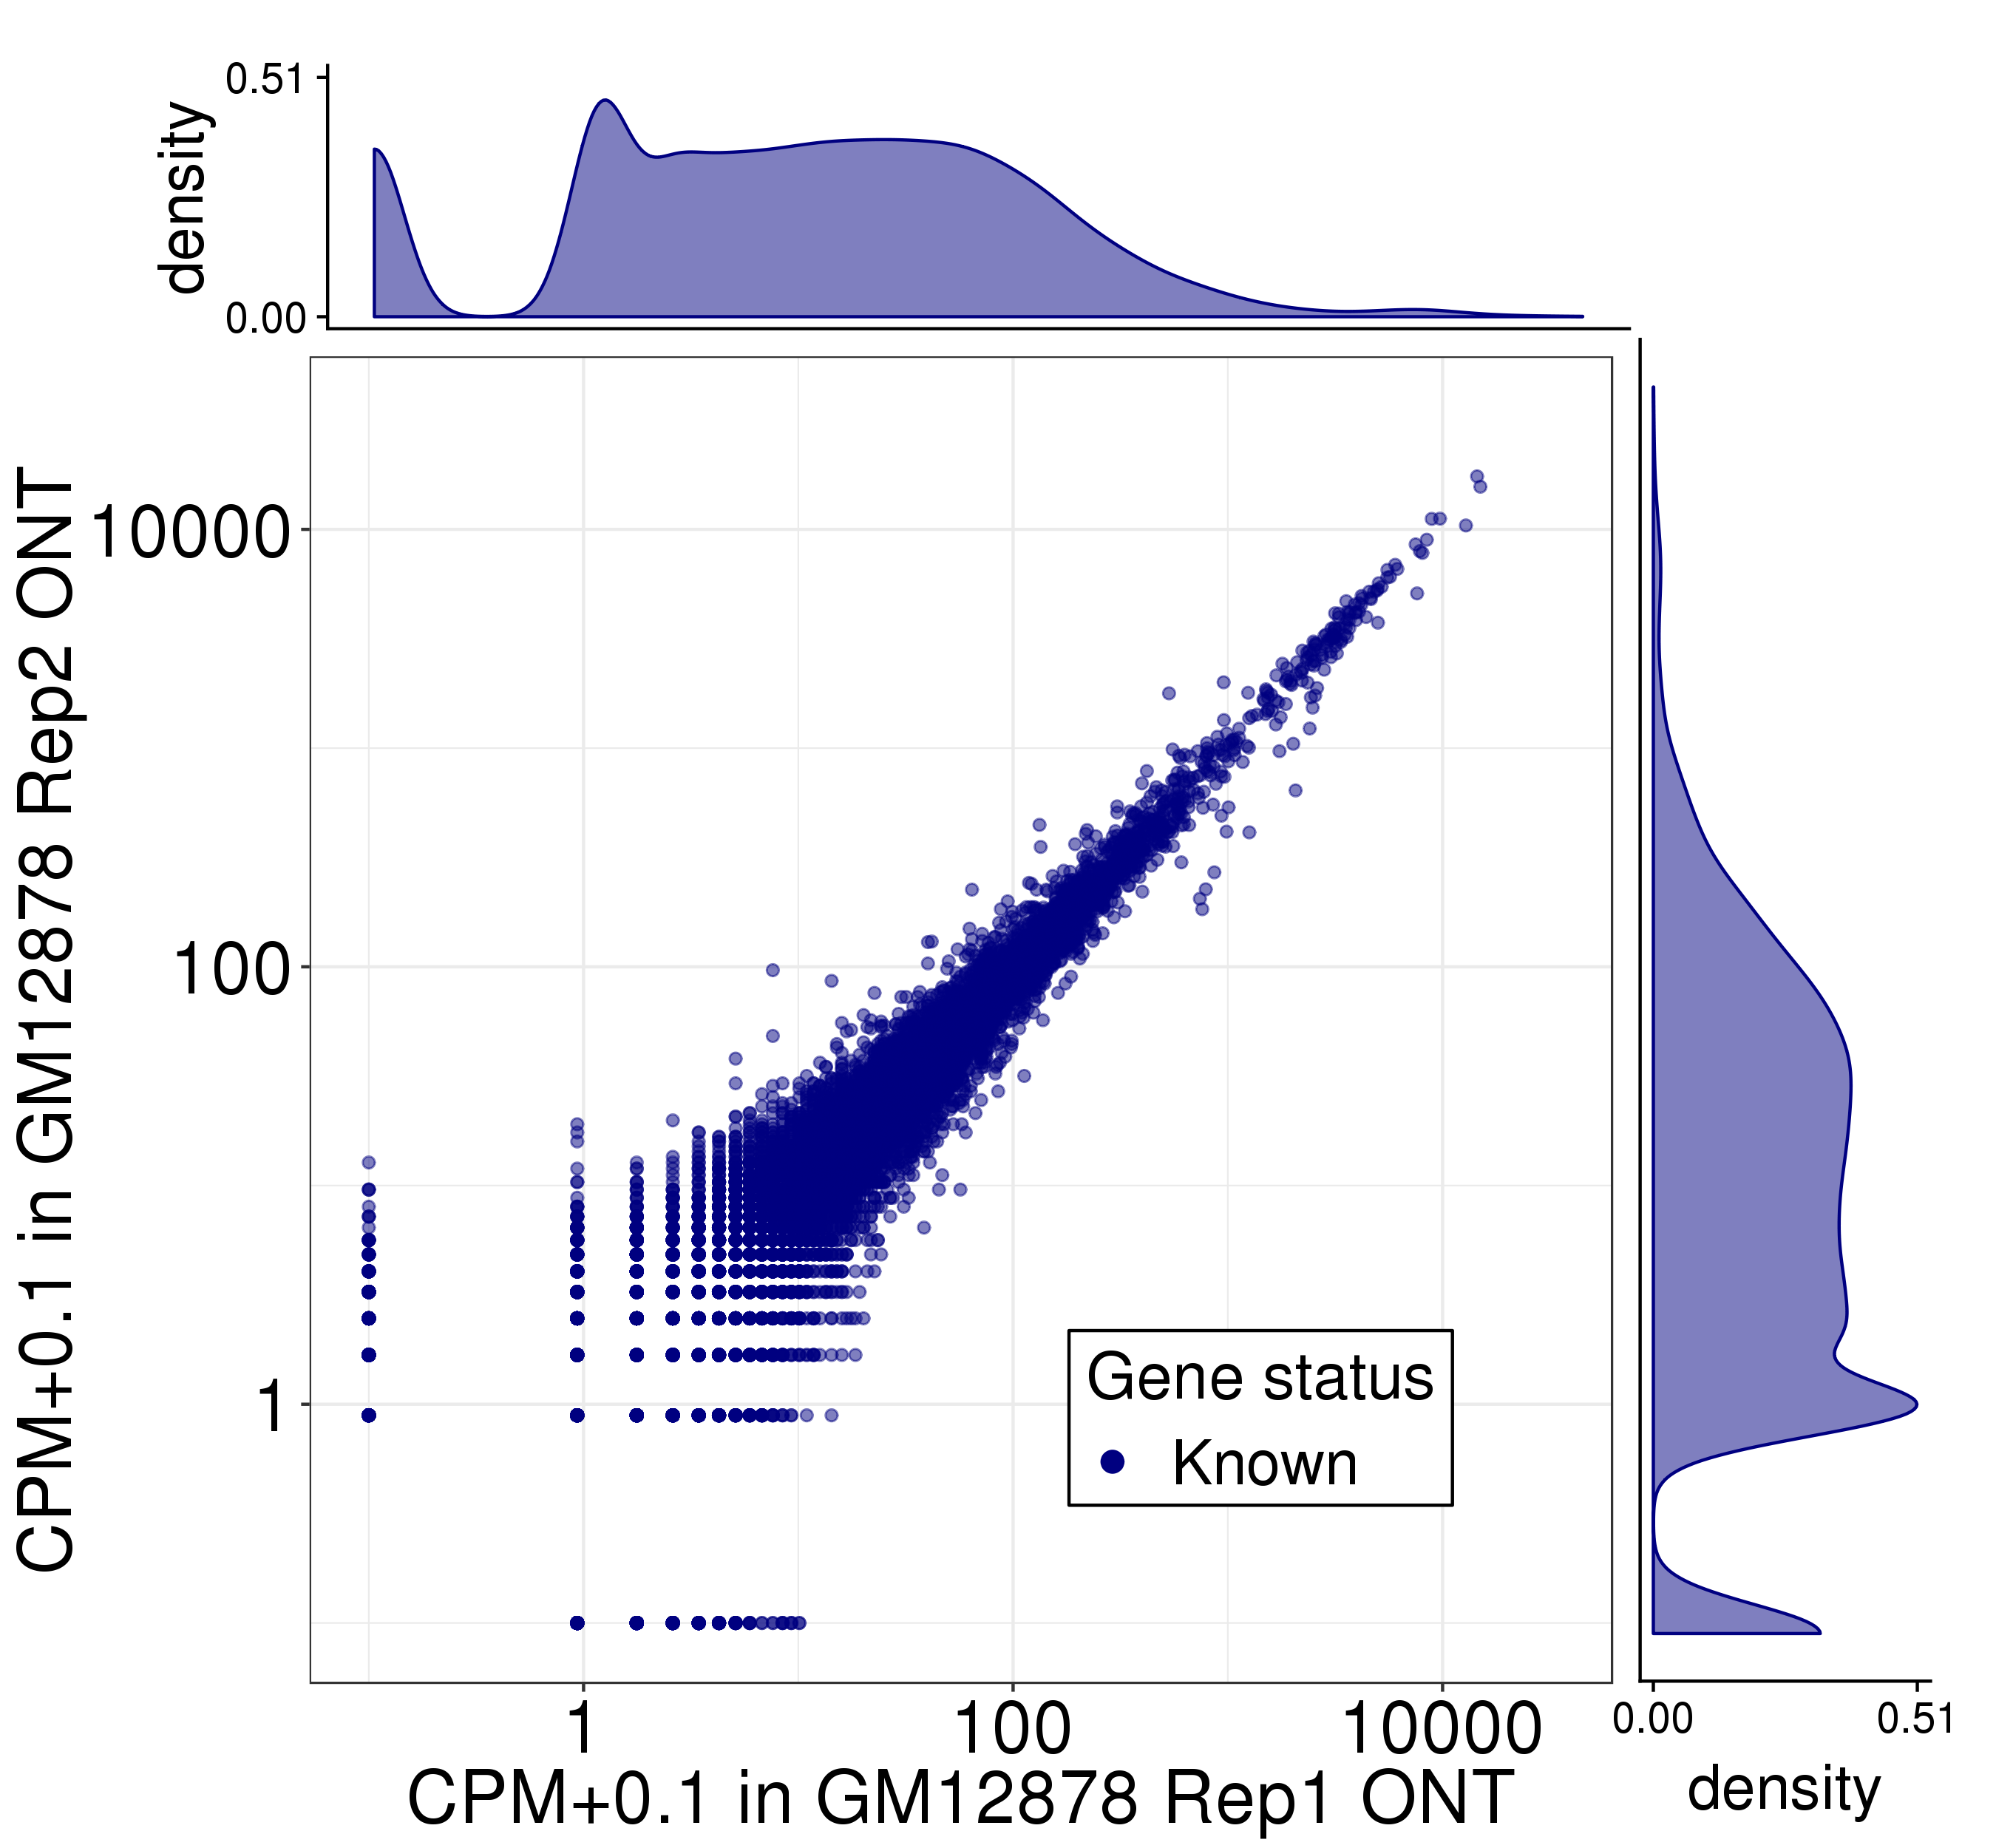 0.51
density
0.00
CPM+0.1 in GM12878 Rep2 ONT
10000
100
1
Gene status
Known
1 100 10000
CPM+0.1 in GM12878 Rep1 ONT
0.00 0.51
density